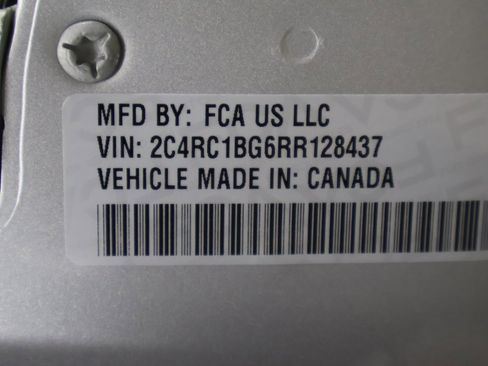 MFD BY: FCA US LLC
VIN: 2C4RC1BG6RR128437
VEHICLE MADE IN: CANADA